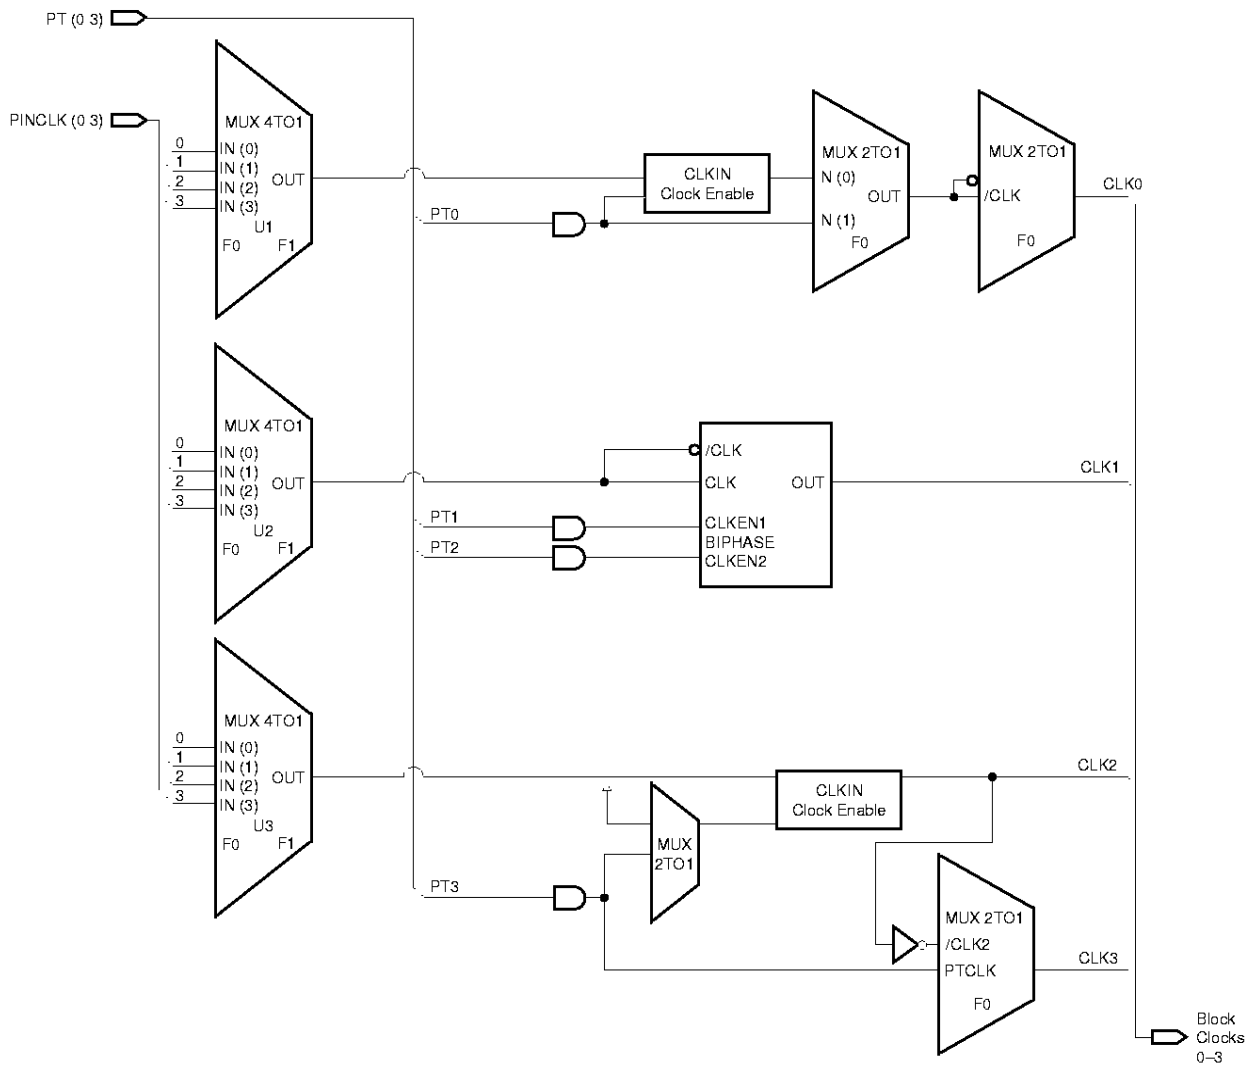 PT (0 3)
PINCLK (0 3)
MUX 4TO1
0 IN (0)
1 IN (1)
2 IN (2)
3 IN (3)
OUT
U1
F0 F1
CLKIN
Clock Enable
PT0
MUX 2TO1
N (0)
OUT
N (1)
F0
MUX 2TO1
/CLK
F0
CLK0
MUX 4TO1
0 IN (0)
1 IN (1)
2 IN (2)
3 IN (3)
OUT
U2
F0 F1
PT1
PT2
/CLK
CLK OUT
CLKEN1
BIPHASE
CLKEN2
CLK1
MUX 4TO1
0 IN (0)
1 IN (1)
2 IN (2)
3 IN (3)
OUT
U3
F0 F1
CLKIN
Clock Enable
CLK2
MUX
2TO1
PT3
MUX 2TO1
/CLK2
PTCLK
F0
CLK3
Block
Clocks
0–3